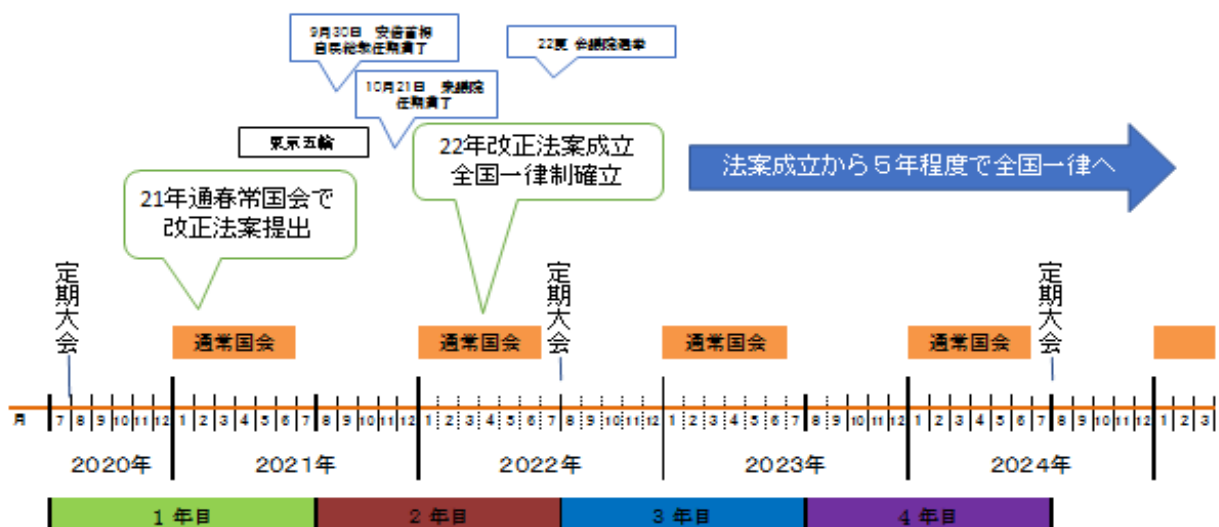 9月30日 安倍首相
自民総裁任期満了
22夏 参議院選挙
10月21日 衆議院
任期満了
東京五輪
22年改正法案成立
全国一律制確立
法案成立から５年程度で全国一律へ
21年通春常国会で
改正法案提出
定期大会
定期大会
定期大会
通常国会
通常国会
通常国会
通常国会
月 7 8 9 10 11 12 1 2 3 4 5 6 7 8 9 10 11 12 1 2 3 4 5 6 7 8 9 10 11 12 1 2 3 4 5 6 7 8 9 10 11 12 1 2 3 4 5 6 7 8 9 10 11 12 1 2 3
2020年 2021年 2022年 2023年 2024年
1 年目 2 年目 3 年目 4 年目